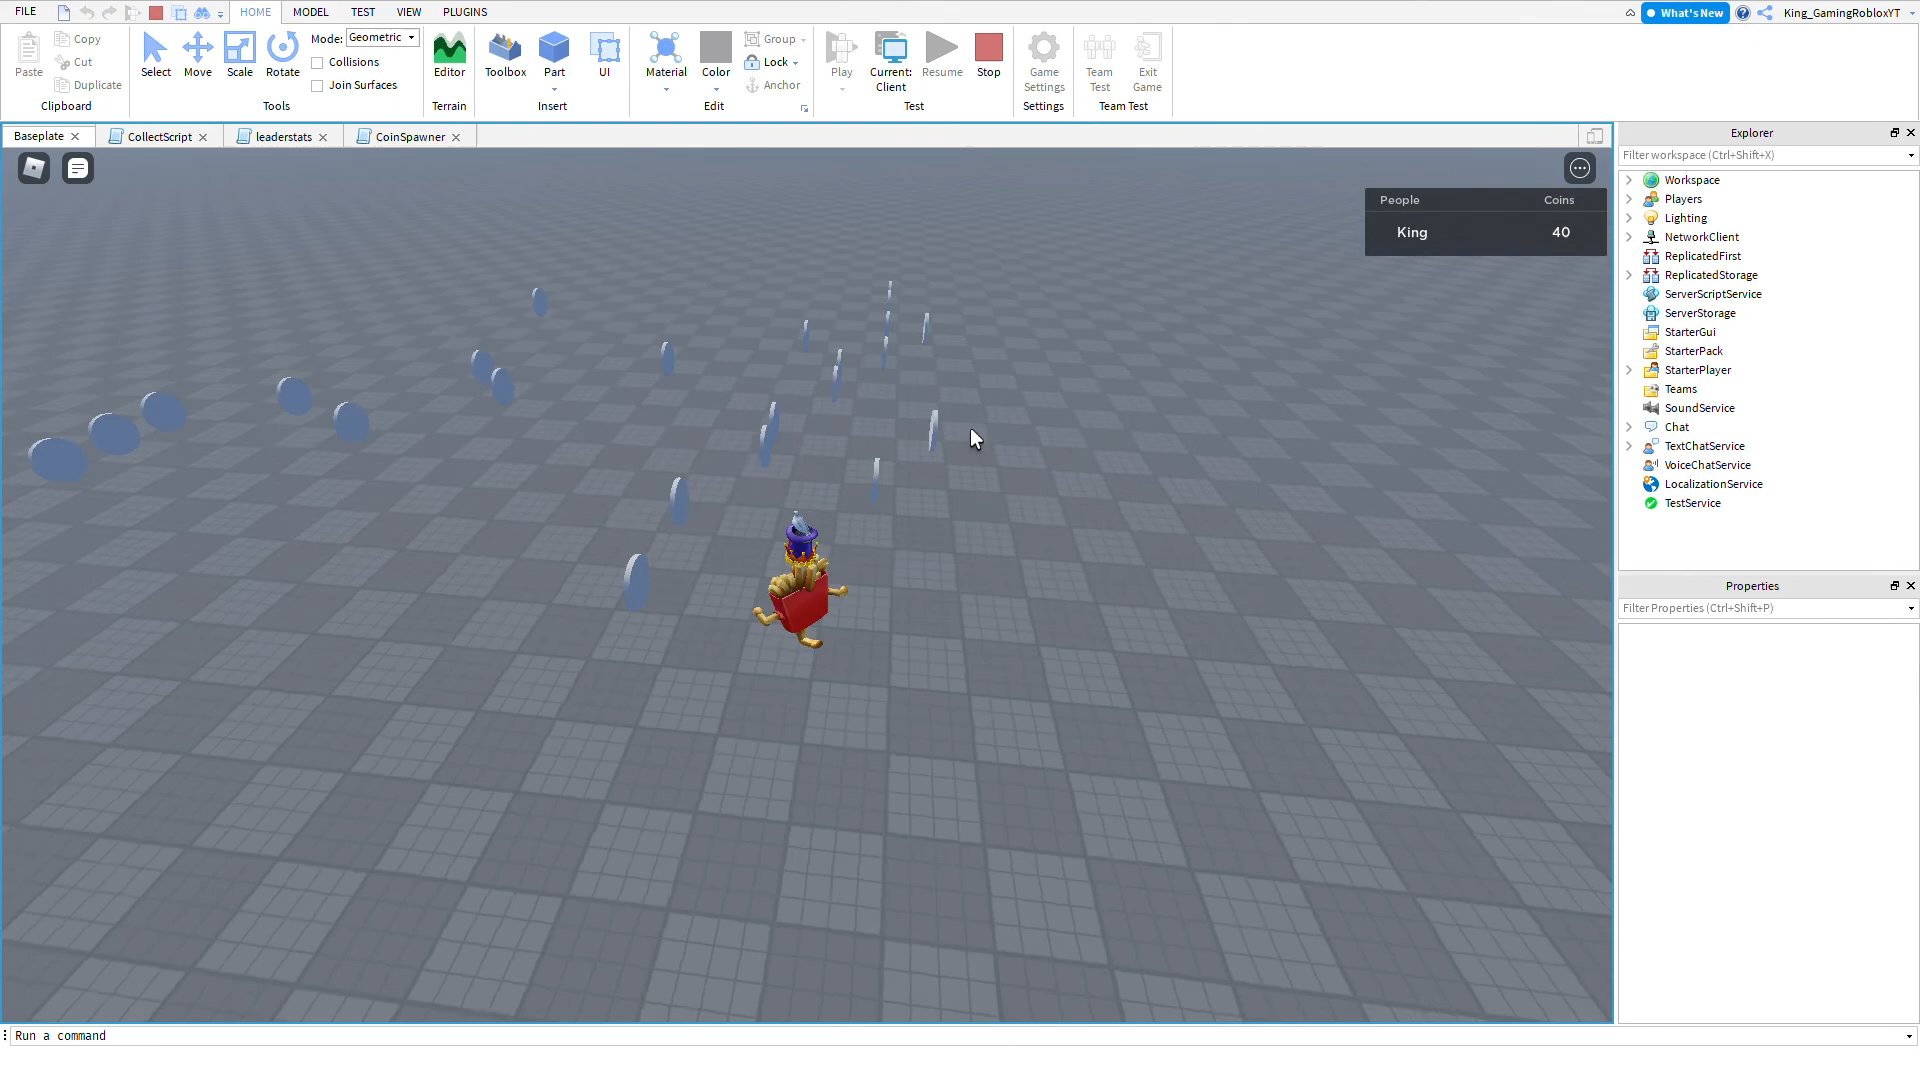 FILE HOME MODEL TEST VIEW PLUGINS What's New King_GamingRobloxYT
Paste Copy Cut Duplicate
Clipboard
Select Move Scale Rotate
Mode: Geometric
Collisions
Join Surfaces
Tools
Editor
Terrain
Toolbox Part UI
Insert
Material Color
Group
Lock
Anchor
Edit
Play Current: Client Resume Stop
Test
Game Settings
Settings
Team Test Exit Game
Team Test
Baseplate CollectScript leaderstats CoinSpawner
People Coins
King 40
Explorer
Filter workspace (Ctrl+Shift+X)
Workspace
Players
Lighting
NetworkClient
ReplicatedFirst
ReplicatedStorage
ServerScriptService
ServerStorage
StarterGui
StarterPack
StarterPlayer
Teams
SoundService
Chat
TextChatService
VoiceChatService
LocalizationService
TestService
Properties
Filter Properties (Ctrl+Shift+P)
Run a command